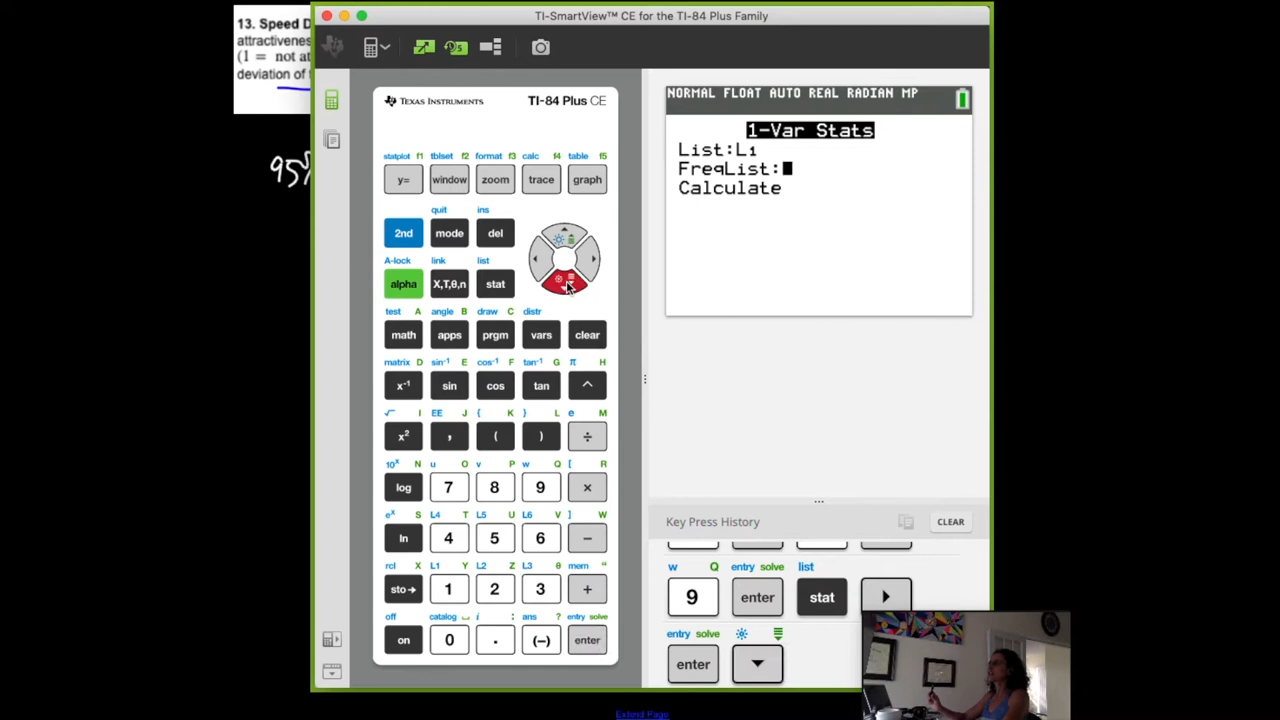 TI-SmartView™ CE for the TI-84 Plus Family
13. Speed D
attractiveness
(1 = not at
deviation of
95%
TEXAS INSTRUMENTS TI-84 Plus CE
statplot f1 tblset f2 format f3 calc f4 table f5
y= window zoom trace graph
quit ins
2nd mode del
A-lock link list
alpha X,T,θ,n stat
test A angle B draw C distr
math apps prgm vars clear
matrix D sin⁻¹ E cos⁻¹ F tan⁻¹ G π H
x⁻¹ sin cos tan ^
√ I EE J { K } L e M
x² , ( ) ÷
10ˣ N u O v P w Q [ R
log 7 8 9 ×
eˣ S L4 T L5 U L6 V ] W
ln 4 5 6 −
rcl X L1 Y L2 Z L3 θ mem "
sto→ 1 2 3 +
off catalog i : ans ? entry solve
on 0 . (−) enter
NORMAL FLOAT AUTO REAL RADIAN MP
1-Var Stats
List:L1
FreqList:
Calculate
Key Press History CLEAR
w Q entry solve list
9 enter stat
entry solve
enter
Extend Page